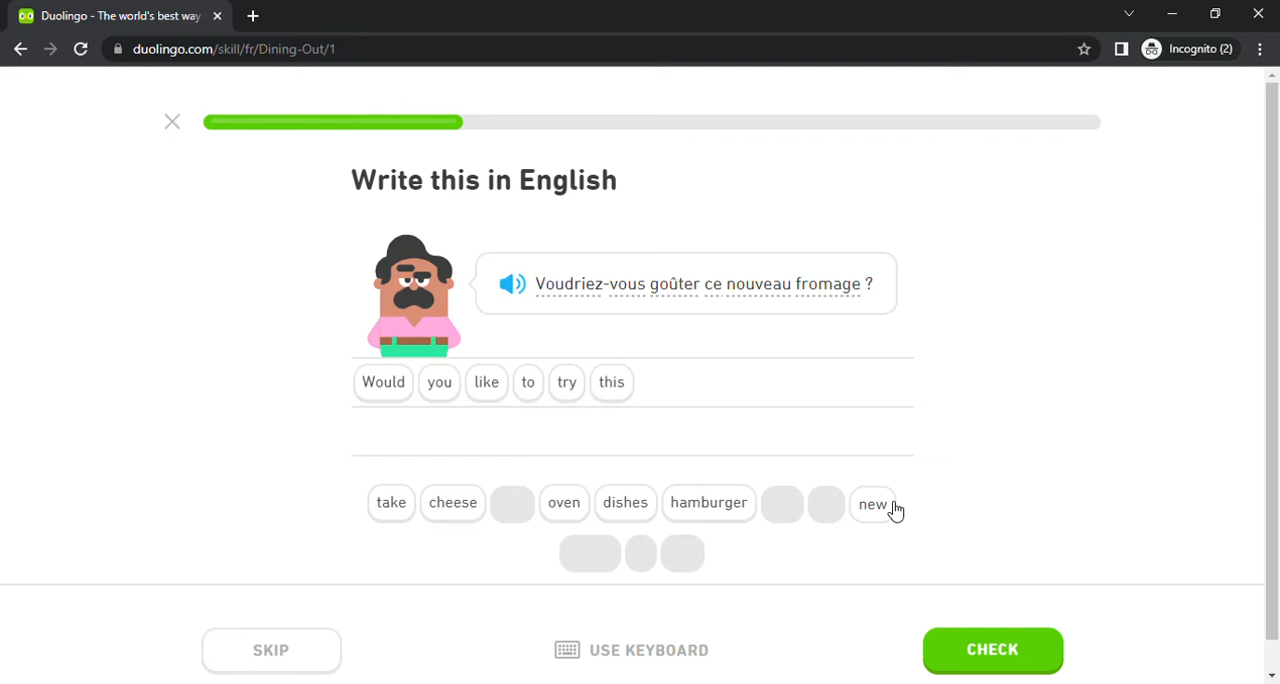 Duolingo - The world's best way
duolingo.com/skill/fr/Dining-Out/1
Incognito (2)
Write this in English
Voudriez-vous goûter ce nouveau fromage ?
Would you like to try this
take cheese oven dishes hamburger new
SKIP USE KEYBOARD CHECK